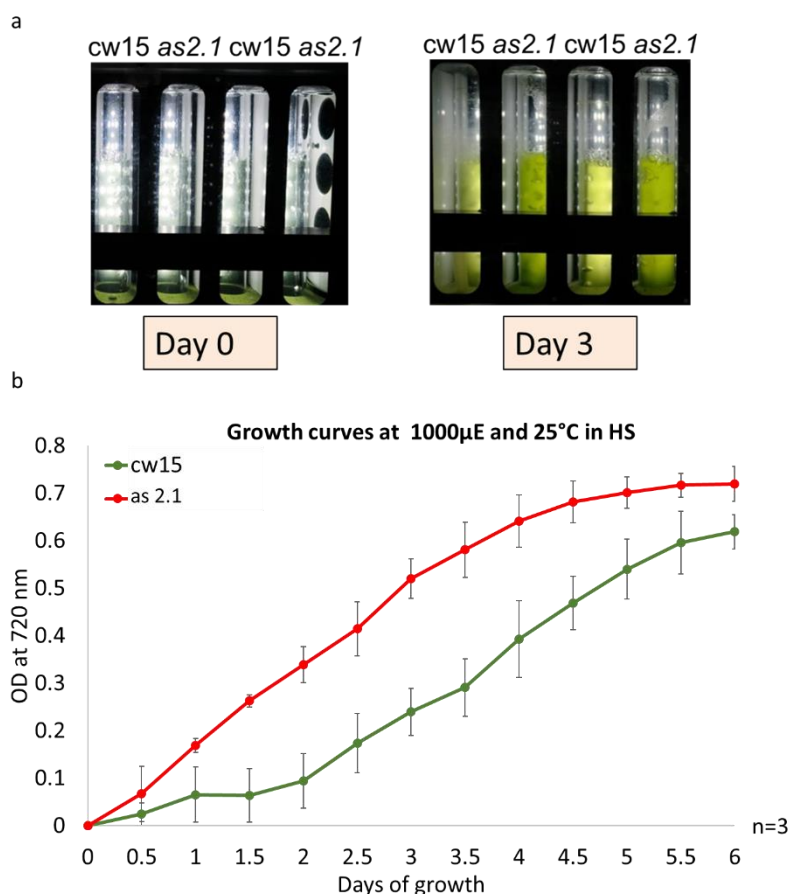 a
cw15 as2.1 cw15 as2.1
cw15 as2.1 cw15 as2.1
Day 0
Day 3
b
Growth curves at 1000µE and 25°C in HS
0.8
0.7
0.6
0.5
0.4
0.3
0.2
0.1
0
OD at 720 nm
cw15
as 2.1
0 0.5 1 1.5 2 2.5 3 3.5 4 4.5 5 5.5 6
Days of growth
n=3